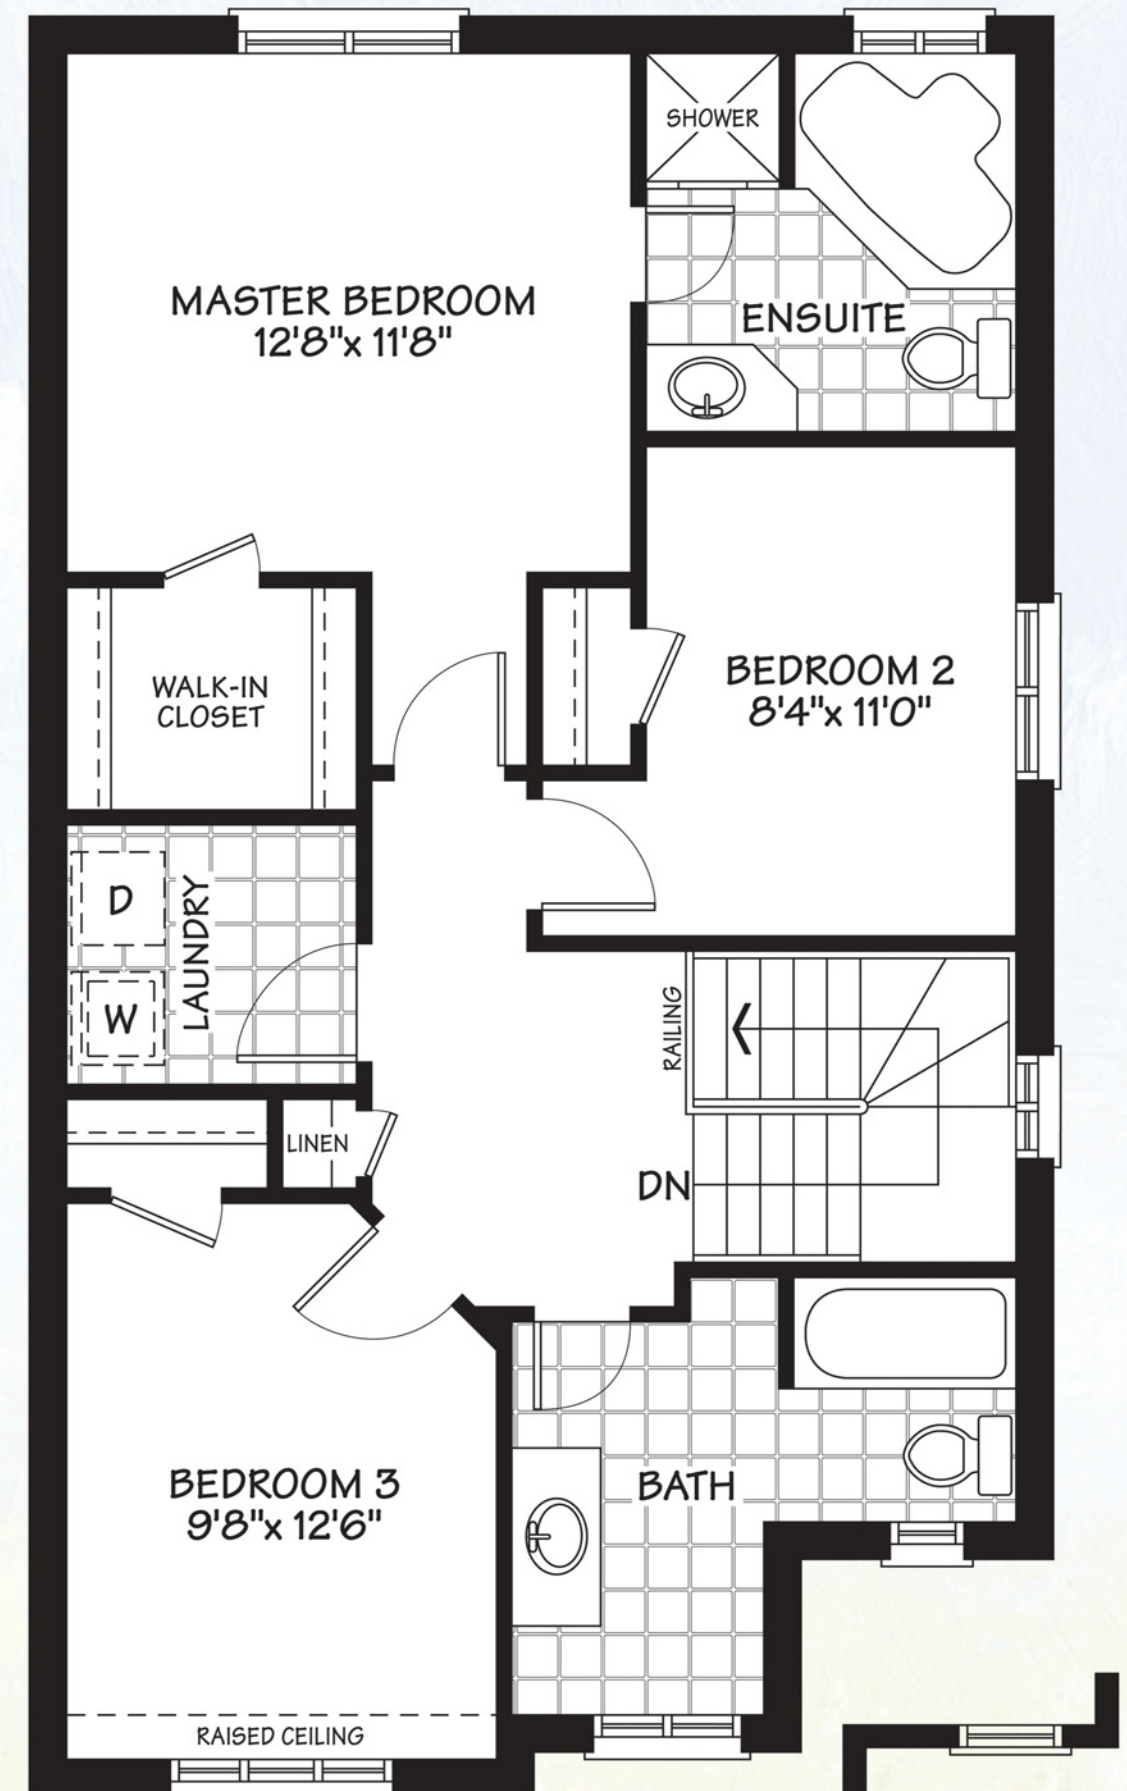 SHOWER
MASTER BEDROOM
12'8"x 11'8"
ENSUITE
BEDROOM 2
8'4"x 11'0"
WALK-IN
CLOSET
D
LAUNDRY
W
RAILING
LINEN
DN
BEDROOM 3
9'8"x 12'6"
BATH
RAISED CEILING